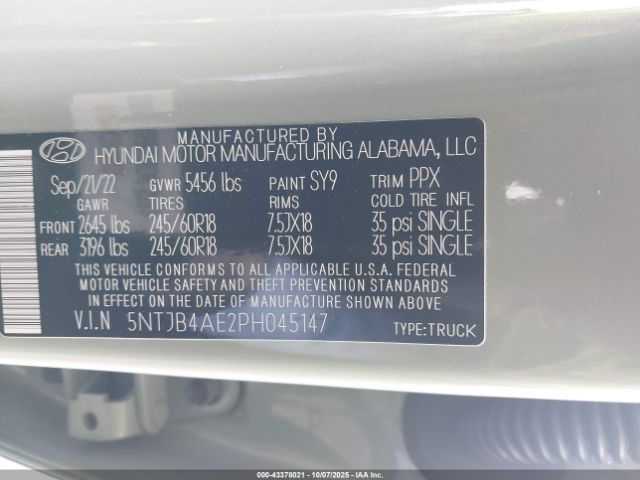 MANUFACTURED BY
HYUNDAI MOTOR MANUFACTURING ALABAMA, LLC
Sep/21/22 GVWR 5456 lbs PAINT SY9 TRIM PPX
GAWR TIRES RIMS COLD TIRE INFL
FRONT 2645 lbs 245/60R18 7.5JX18 35 psi SINGLE
REAR 3196 lbs 245/60R18 7.5JX18 35 psi SINGLE
THIS VEHICLE CONFORMS TO ALL APPLICABLE U.S.A. FEDERAL
MOTOR VEHICLE SAFETY AND THEFT PREVENTION STANDARDS
IN EFFECT ON THE DATE OF MANUFACTURE SHOWN ABOVE.
V.I.N 5NTJB4AE2PH045147 TYPE:TRUCK
000-43378021 - 10/07/2025 - COPYRIGHT IAA, LLC.